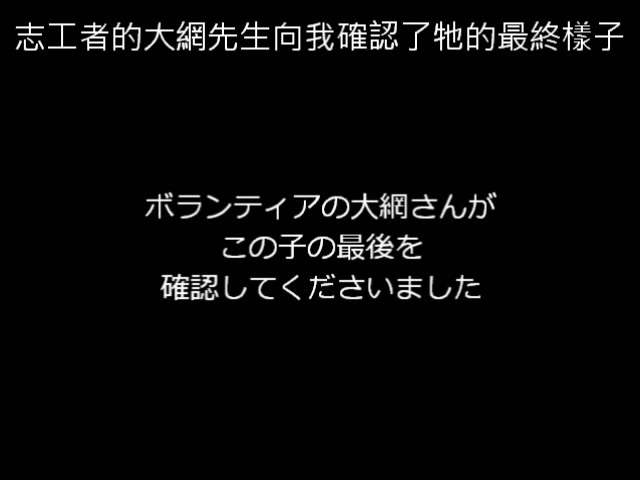 志工者的大網先生向我確認了牠的最終樣子
ボランティアの大網さんが
この子の最後を
確認してくださいました